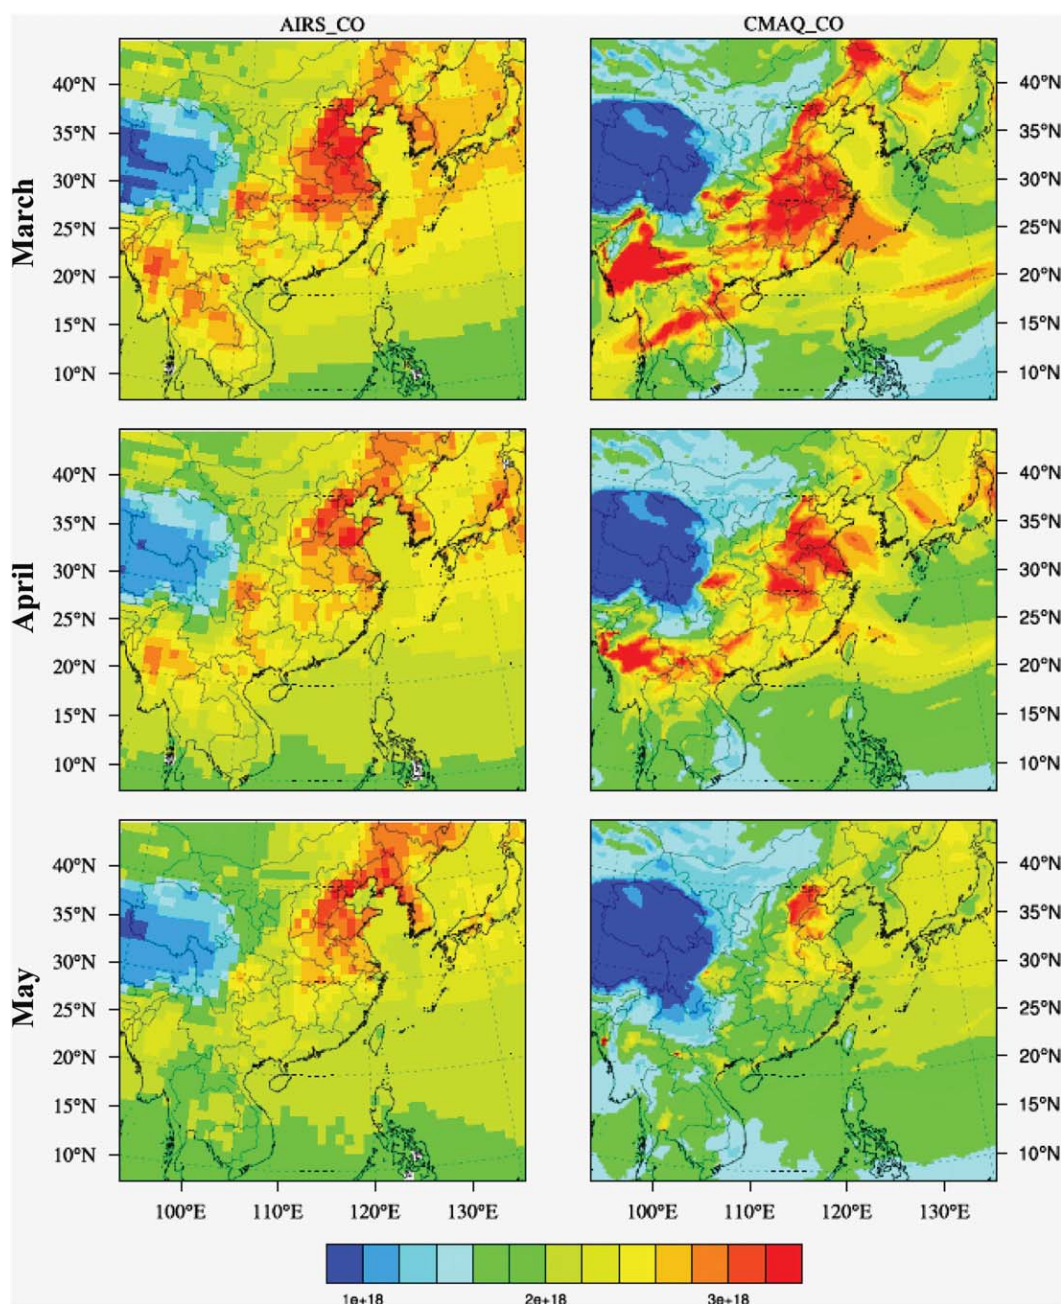 AIRS_CO CMAQ_CO
March
40°N 40°N
35°N 35°N
30°N 30°N
25°N 25°N
20°N 20°N
15°N 15°N
10°N 10°N
April
40°N 40°N
35°N 35°N
30°N 30°N
25°N 25°N
20°N 20°N
15°N 15°N
10°N 10°N
May
40°N 40°N
35°N 35°N
30°N 30°N
25°N 25°N
20°N 20°N
15°N 15°N
10°N 10°N
100°E 110°E 120°E 130°E 100°E 110°E 120°E 130°E
1e+18 2e+18 3e+18